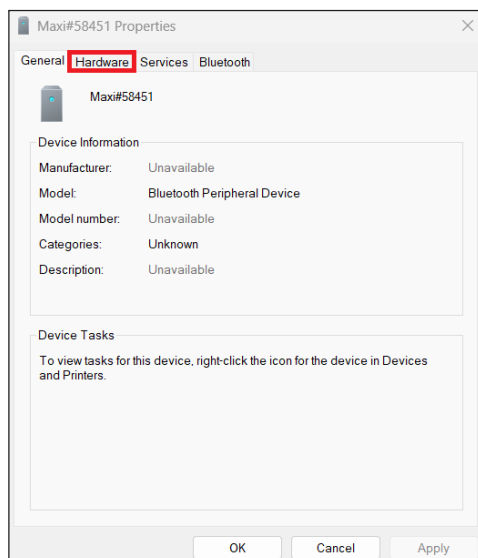 Maxi#58451 Properties
General Hardware Services Bluetooth
Maxi#58451
Device Information
Manufacturer: Unavailable
Model: Bluetooth Peripheral Device
Model number: Unavailable
Categories: Unknown
Description: Unavailable
Device Tasks
To view tasks for this device, right-click the icon for the device in Devices
and Printers.
OK Cancel Apply